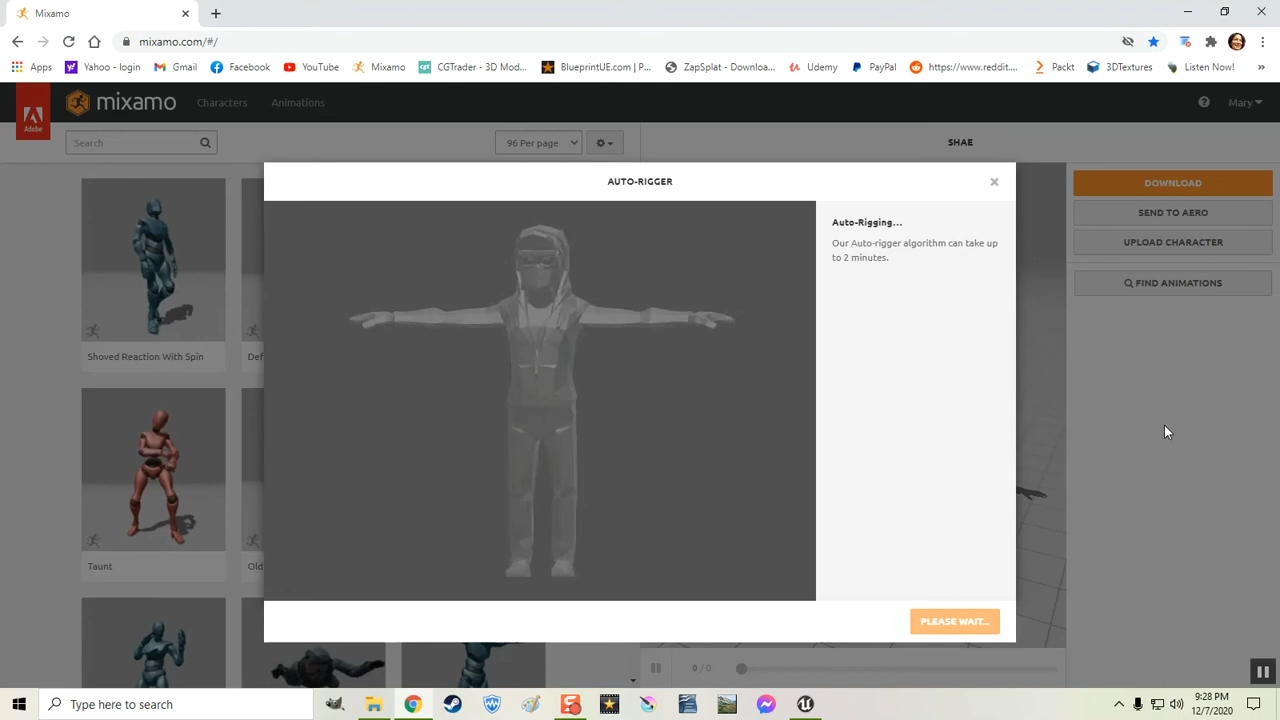 Mixamo
mixamo.com/#/
Apps
Yahoo - login
Gmail
Facebook
YouTube
Mixamo
CGTrader - 3D Mod...
BlueprintUE.com | P...
ZapSplat - Downloa...
Udemy
PayPal
https://www.reddit....
Packt
3DTextures
Listen Now!
»
Adobe
mixamo
Characters
Animations
Mary
Search
96 Per page
SHAE
AUTO-RIGGER
Auto-Rigging...
Our Auto-rigger algorithm can take up
to 2 minutes.
PLEASE WAIT...
DOWNLOAD
SEND TO AERO
UPLOAD CHARACTER
FIND ANIMATIONS
Shoved Reaction With Spin
Def
Taunt
Old
0 / 0
Type here to search
9:28 PM
12/7/2020